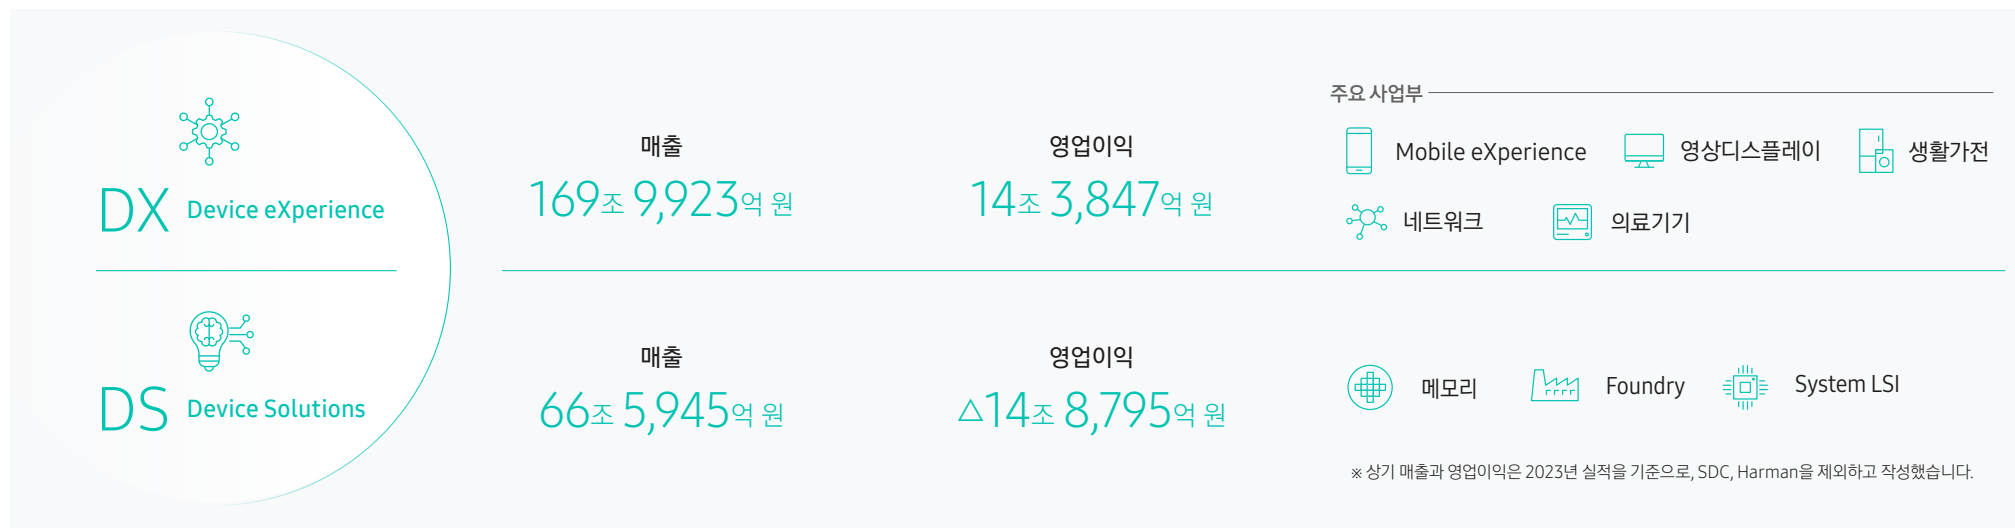 주요 사업부
DX Device eXperience
매출
169조 9,923억 원
영업이익
14조 3,847억 원
Mobile eXperience
영상디스플레이
생활가전
네트워크
의료기기
DS Device Solutions
매출
66조 5,945억 원
영업이익
△14조 8,795억 원
메모리
Foundry
System LSI
※ 상기 매출과 영업이익은 2023년 실적을 기준으로, SDC, Harman을 제외하고 작성했습니다.